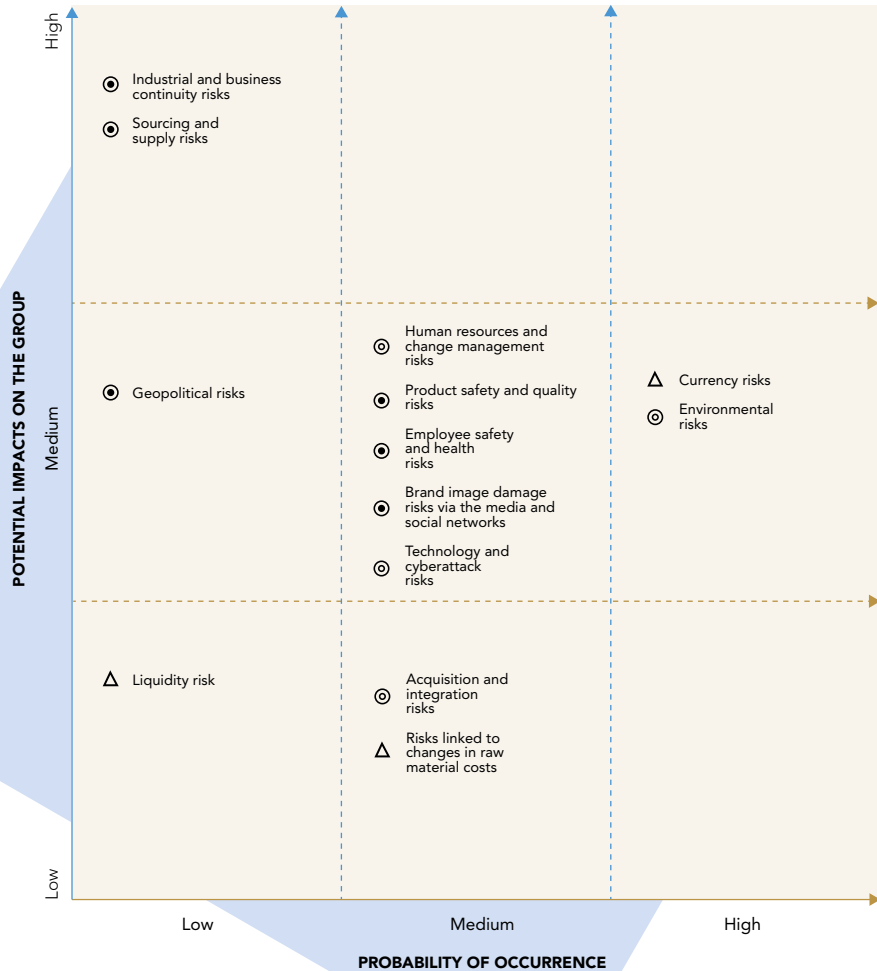 High
Industrial and business
continuity risks
Sourcing and
supply risks
POTENTIAL IMPACTS ON THE GROUP
Medium
Geopolitical risks
Human resources and
change management
risks
Product safety and quality
risks
Employee safety
and health
risks
Brand image damage
risks via the media and
social networks
Technology and
cyberattack
risks
Currency risks
Environmental
risks
Liquidity risk
Acquisition and
integration
risks
Risks linked to
changes in raw
material costs
Low
Low
Medium
High
PROBABILITY OF OCCURRENCE